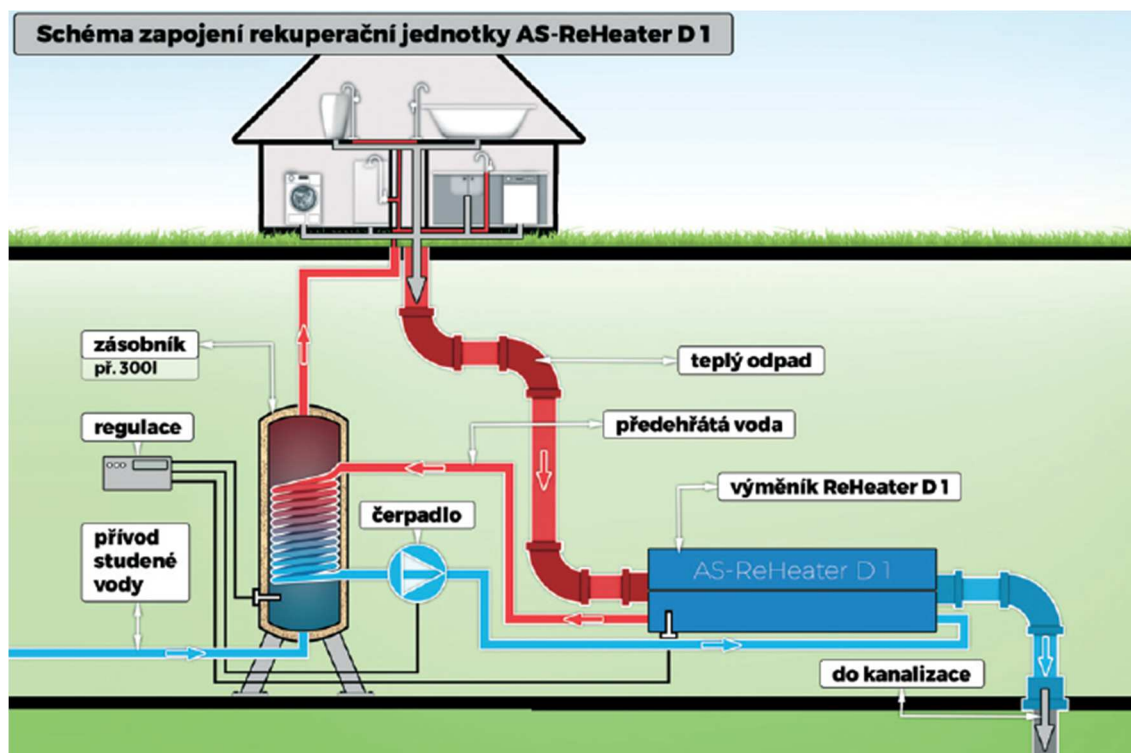 Schéma zapojení rekuperační jednotky AS-ReHeater D 1
zásobník
př. 300l
teplý odpad
regulace
předehřátá voda
výměník ReHeater D 1
čerpadlo
přívod
studené
vody
AS-ReHeater D 1
do kanalizace